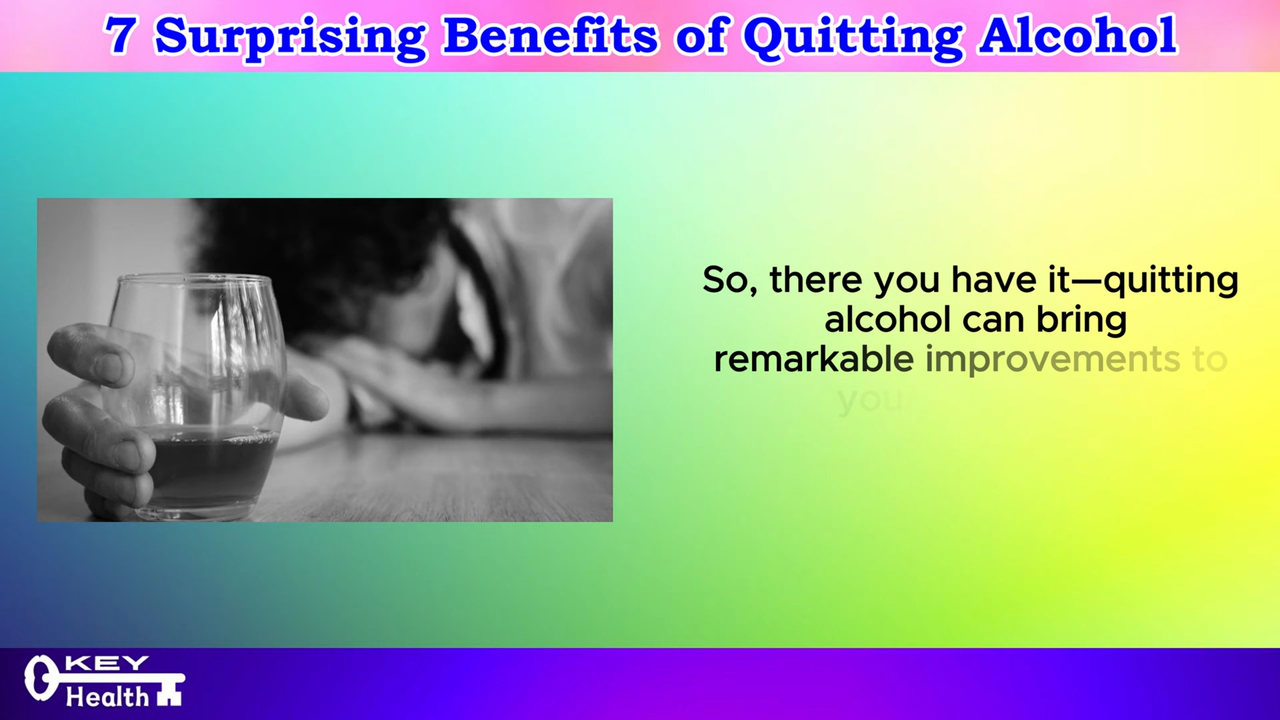 7 Surprising Benefits of Quitting Alcohol
So, there you have it—quitting
alcohol can bring
remarkable improvements to
you
KEY
Health